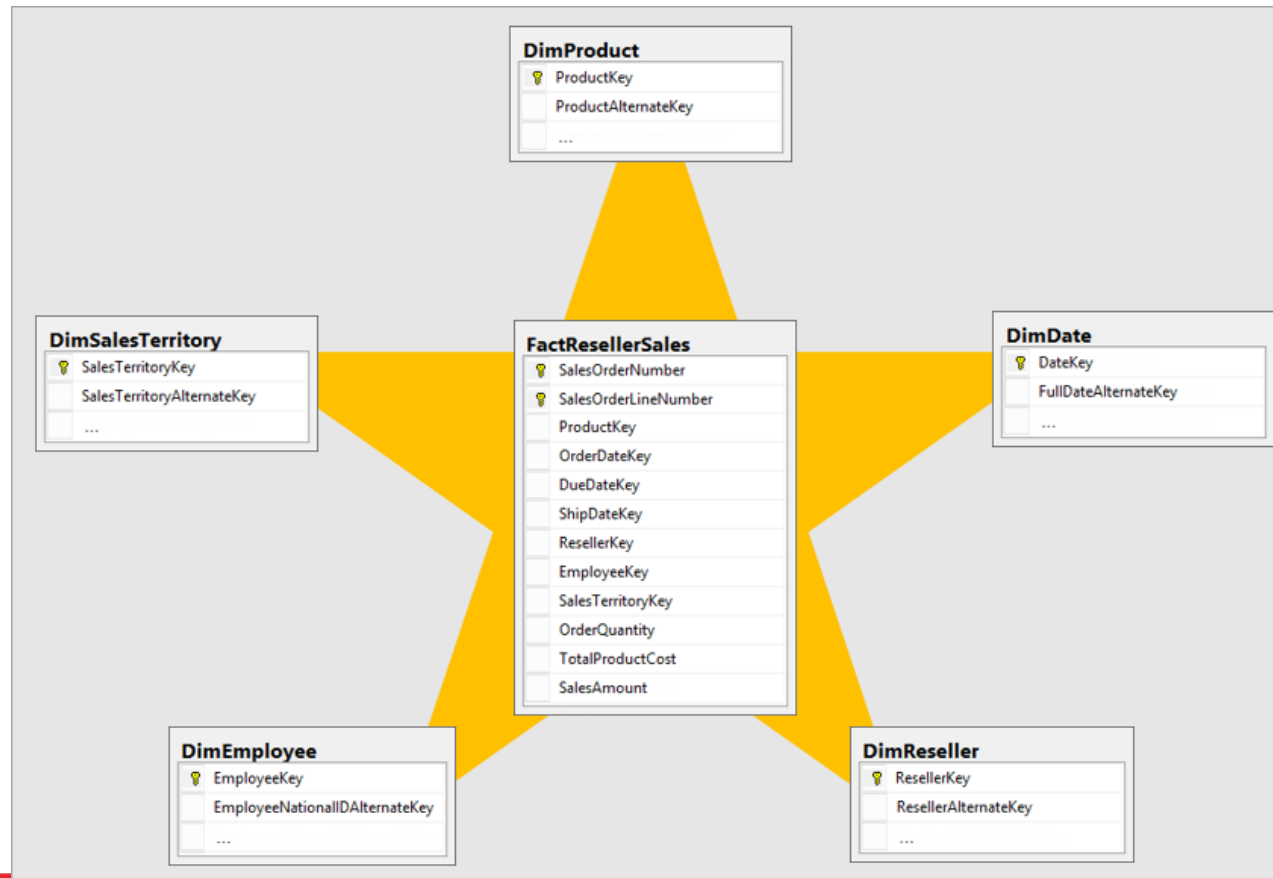 DimProduct
ProductKey
ProductAlternateKey
...
DimSalesTerritory
SalesTerritoryKey
SalesTerritoryAlternateKey
...
FactResellerSales
SalesOrderNumber
SalesOrderLineNumber
ProductKey
OrderDateKey
DueDateKey
ShipDateKey
ResellerKey
EmployeeKey
SalesTerritoryKey
OrderQuantity
TotalProductCost
SalesAmount
DimDate
DateKey
FullDateAlternateKey
...
DimEmployee
EmployeeKey
EmployeeNationalIDAlternateKey
...
DimReseller
ResellerKey
ResellerAlternateKey
...